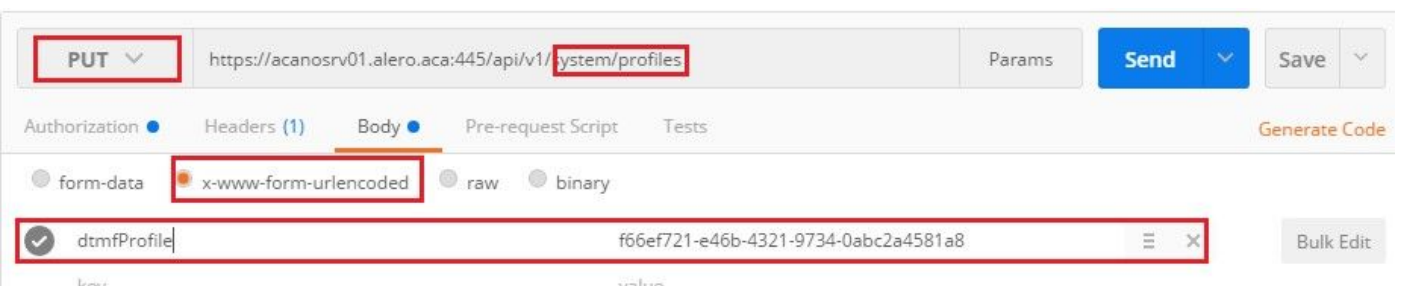 PUT https://acanosrv01.alero.aca:445/api/v1/system/profiles Params Send Save
Authorization Headers (1) Body Pre-request Script Tests Generate Code
form-data x-www-form-urlencoded raw binary
dtmfProfile f66ef721-e46b-4321-9734-0abc2a4581a8 Bulk Edit
key value